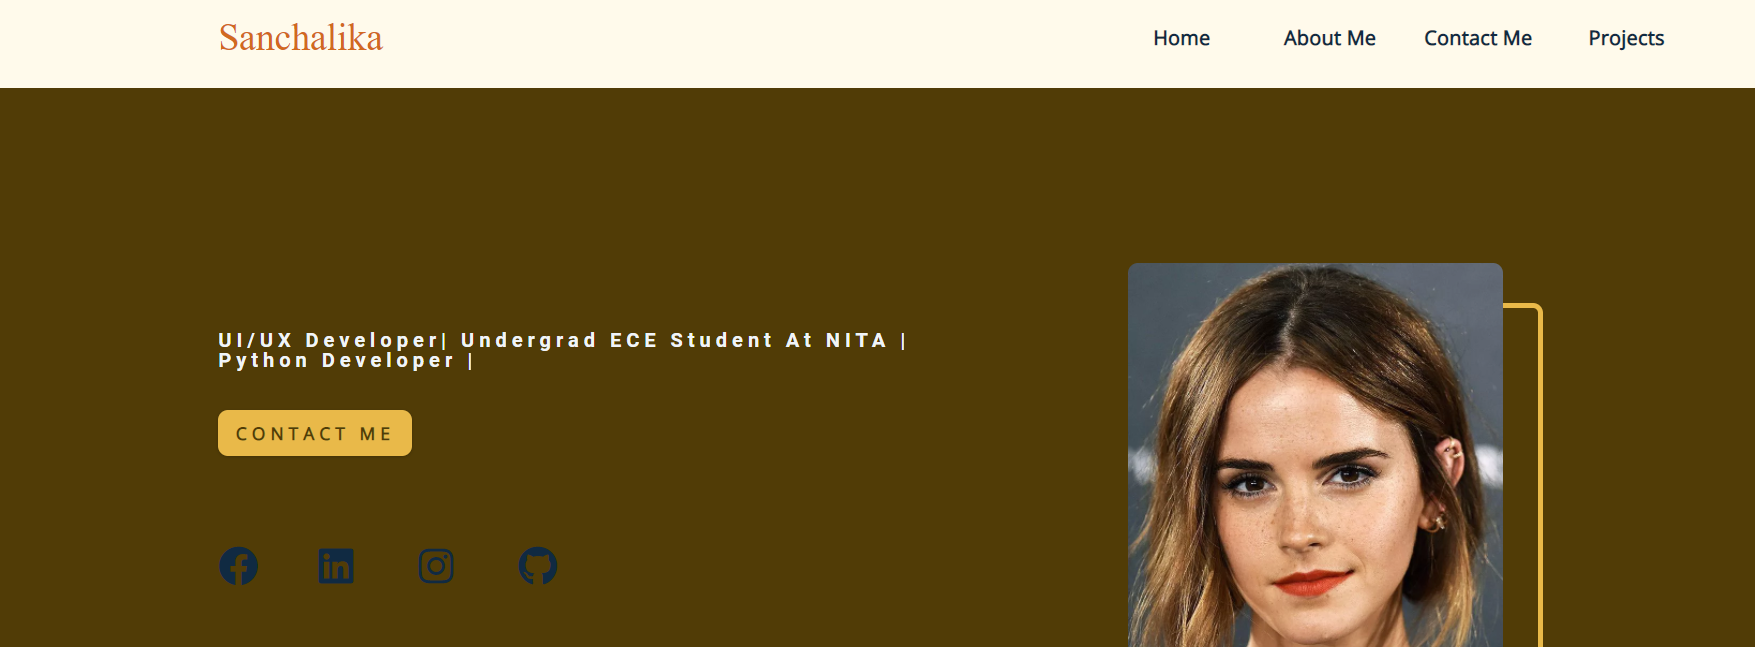 Sanchalika
Home About Me Contact Me Projects
UI/UX Developer| Undergrad ECE Student At NITA |
Python Developer |
CONTACT ME